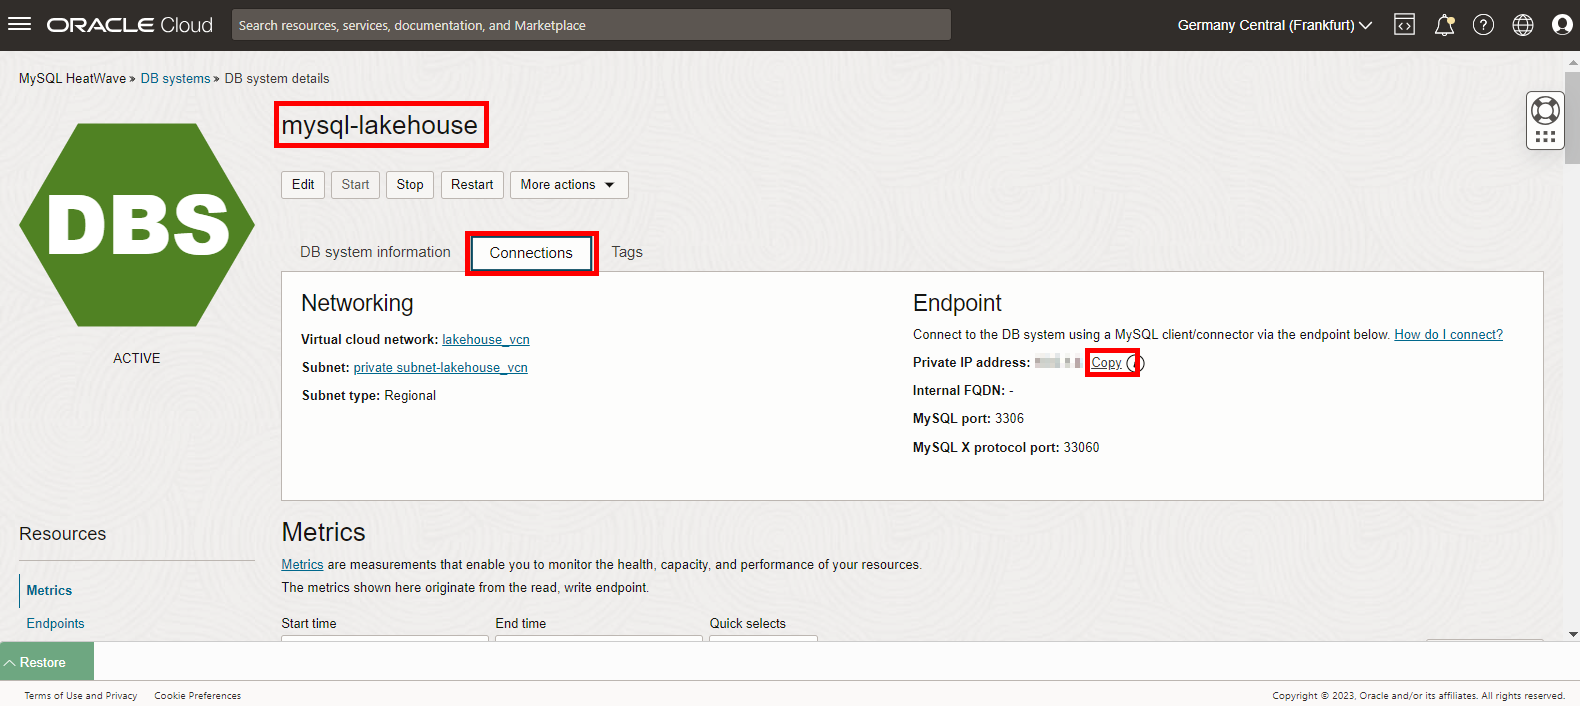 ORACLE Cloud
Search resources, services, documentation, and Marketplace
Germany Central (Frankfurt)
MySQL HeatWave » DB systems » DB system details
mysql-lakehouse
DBS
ACTIVE
Edit Start Stop Restart More actions
DB system information Connections Tags
Networking
Virtual cloud network: lakehouse_vcn
Subnet: private subnet-lakehouse_vcn
Subnet type: Regional
Endpoint
Connect to the DB system using a MySQL client/connector via the endpoint below. How do I connect?
Private IP address: Copy
Internal FQDN: -
MySQL port: 3306
MySQL X protocol port: 33060
Resources
Metrics
Endpoints
Metrics
Metrics are measurements that enable you to monitor the health, capacity, and performance of your resources.
The metrics shown here originate from the read, write endpoint.
Start time End time Quick selects
Restore
Terms of Use and Privacy Cookie Preferences
Copyright © 2023, Oracle and/or its affiliates. All rights reserved.